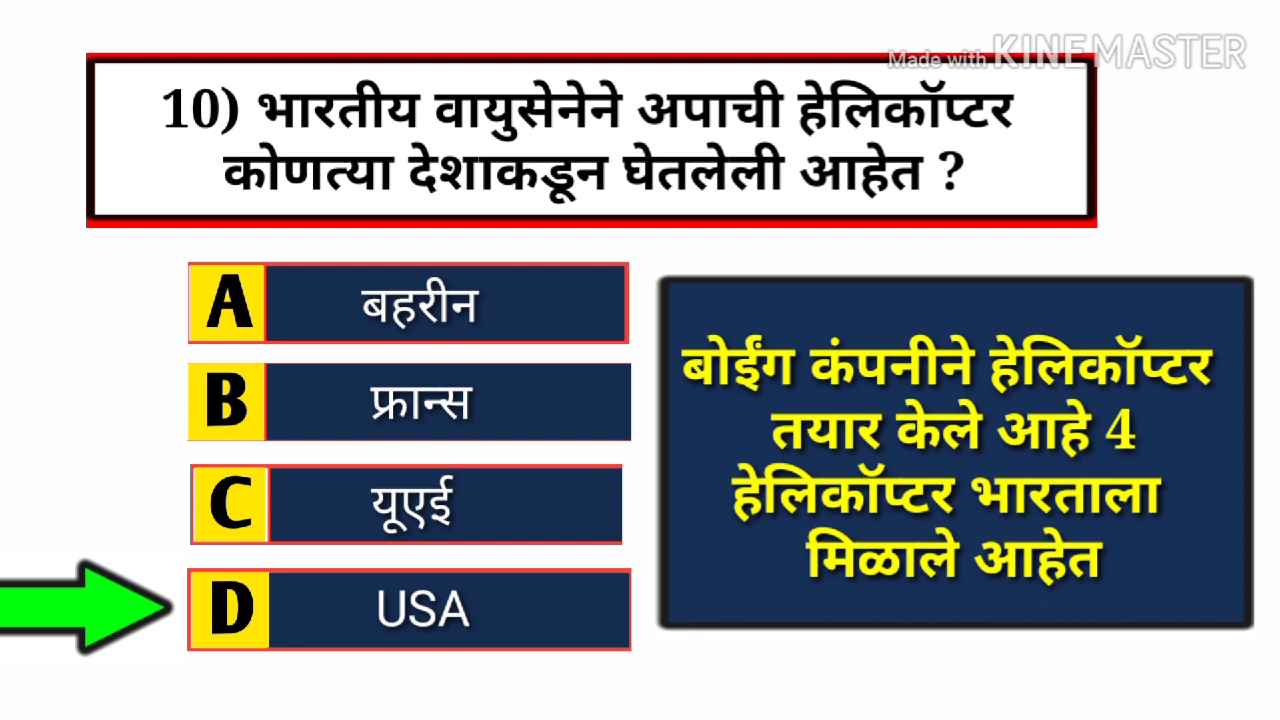 Made with KINEMASTER
10) भारतीय वायुसेनेने अपाची हेलिकॉप्टर
कोणत्या देशाकडून घेतलेली आहेत ?
A बहरीन
B फ्रान्स
C यूएई
D USA
बोईंग कंपनीने हेलिकॉप्टर
तयार केले आहे 4
हेलिकॉप्टर भारताला
मिळाले आहेत